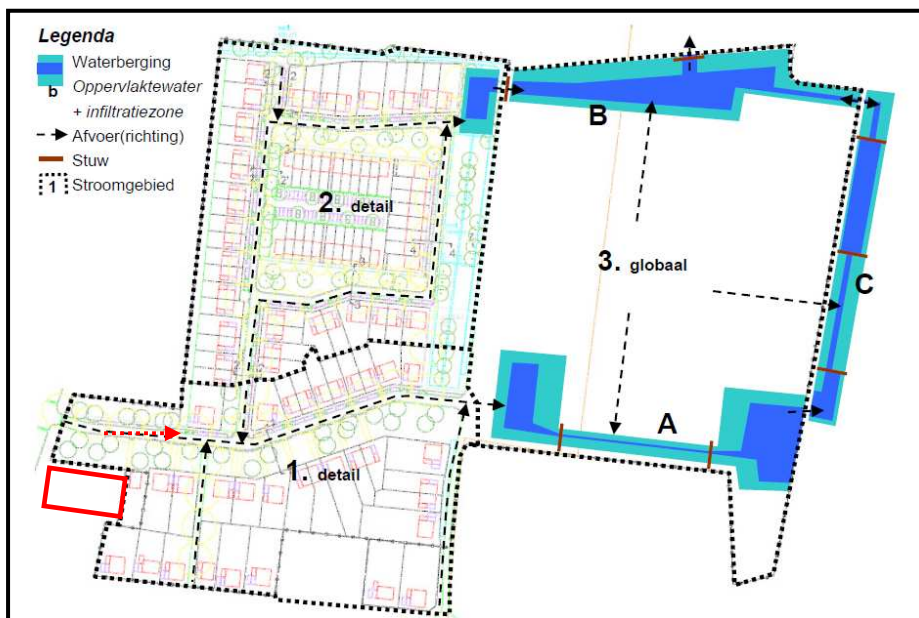 Legenda
Waterberging
b Oppervlaktewater
+ infiltratiezone
Afvoer(richting)
Stuw
1 Stroomgebied
B
2. detail
3. globaal
C
A
1. detail